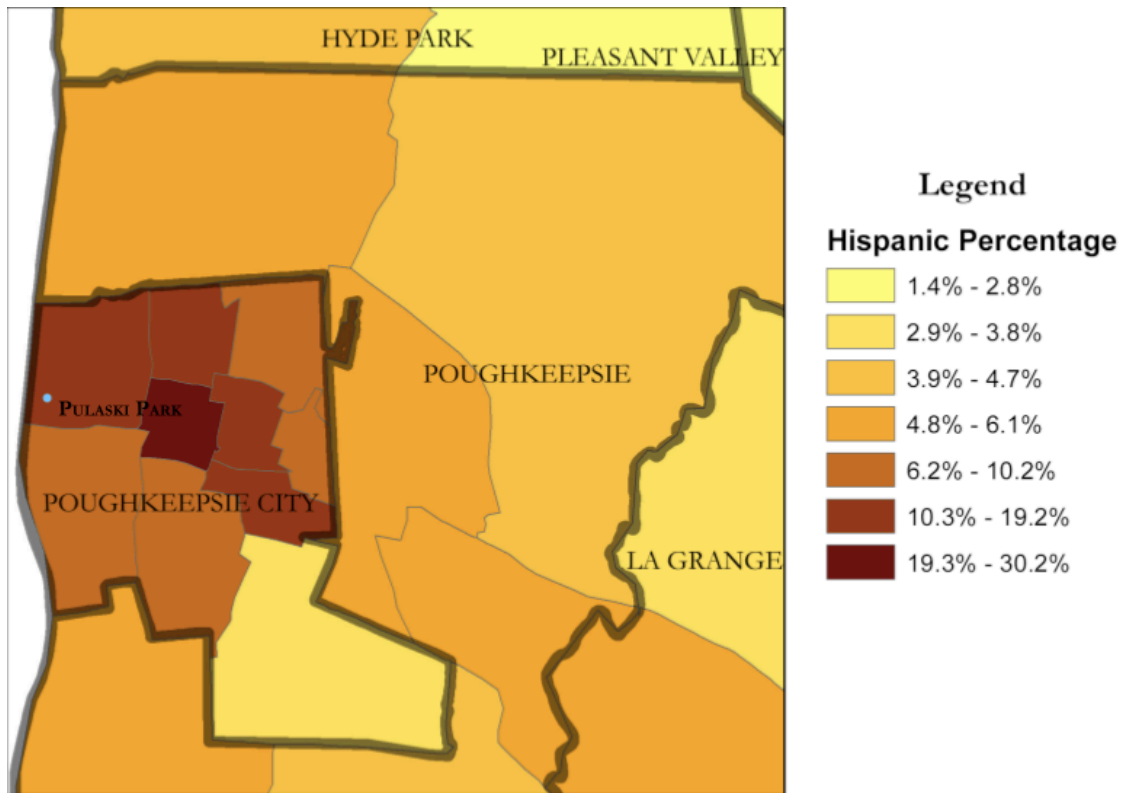 HYDE PARK
PLEASANT VALLEY
POUGHKEEPSIE
PULASKI PARK
POUGHKEEPSIE CITY
LA GRANGE
Legend
Hispanic Percentage
1.4% - 2.8%
2.9% - 3.8%
3.9% - 4.7%
4.8% - 6.1%
6.2% - 10.2%
10.3% - 19.2%
19.3% - 30.2%